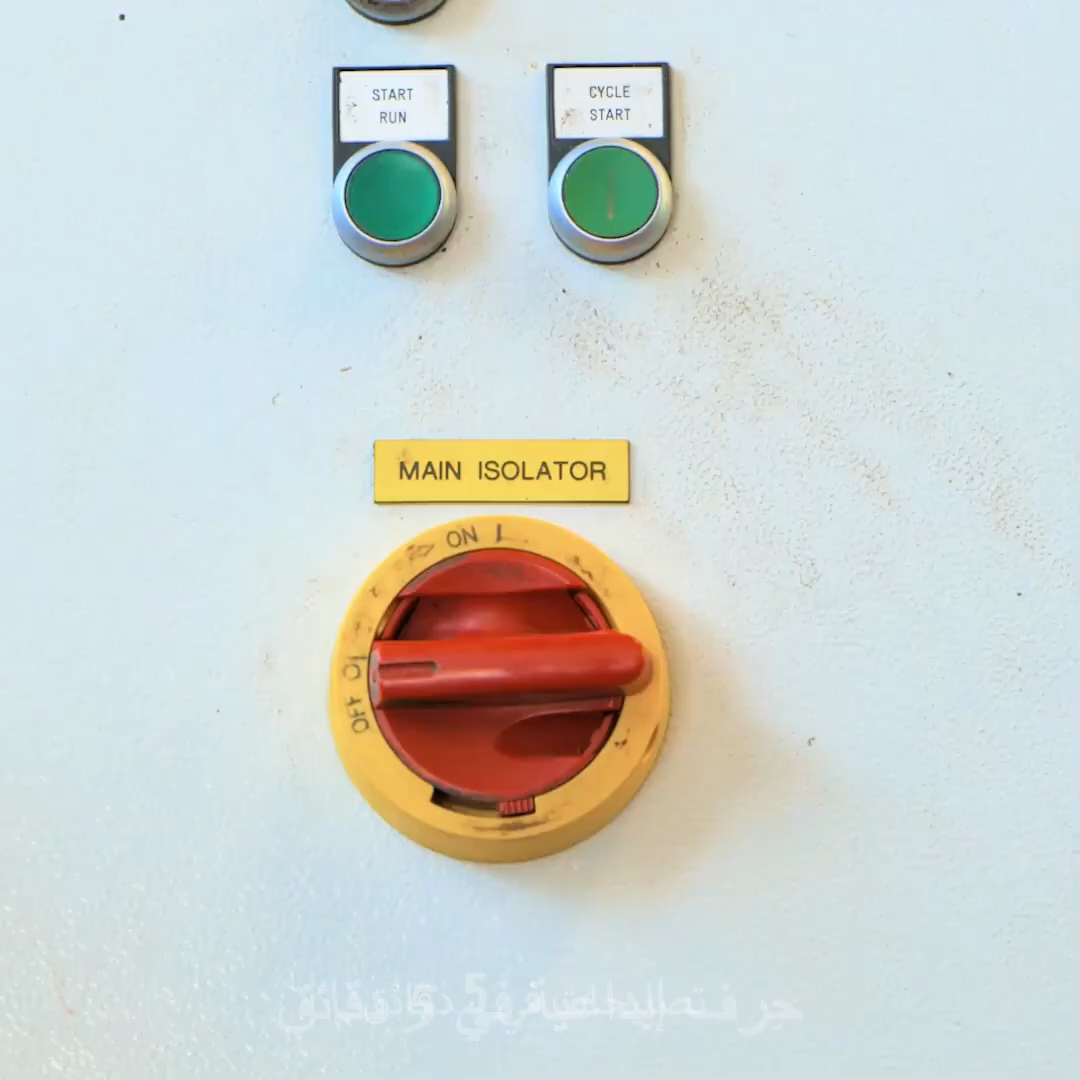 START
RUN
CYCLE
START
MAIN ISOLATOR
ON I
OFF O